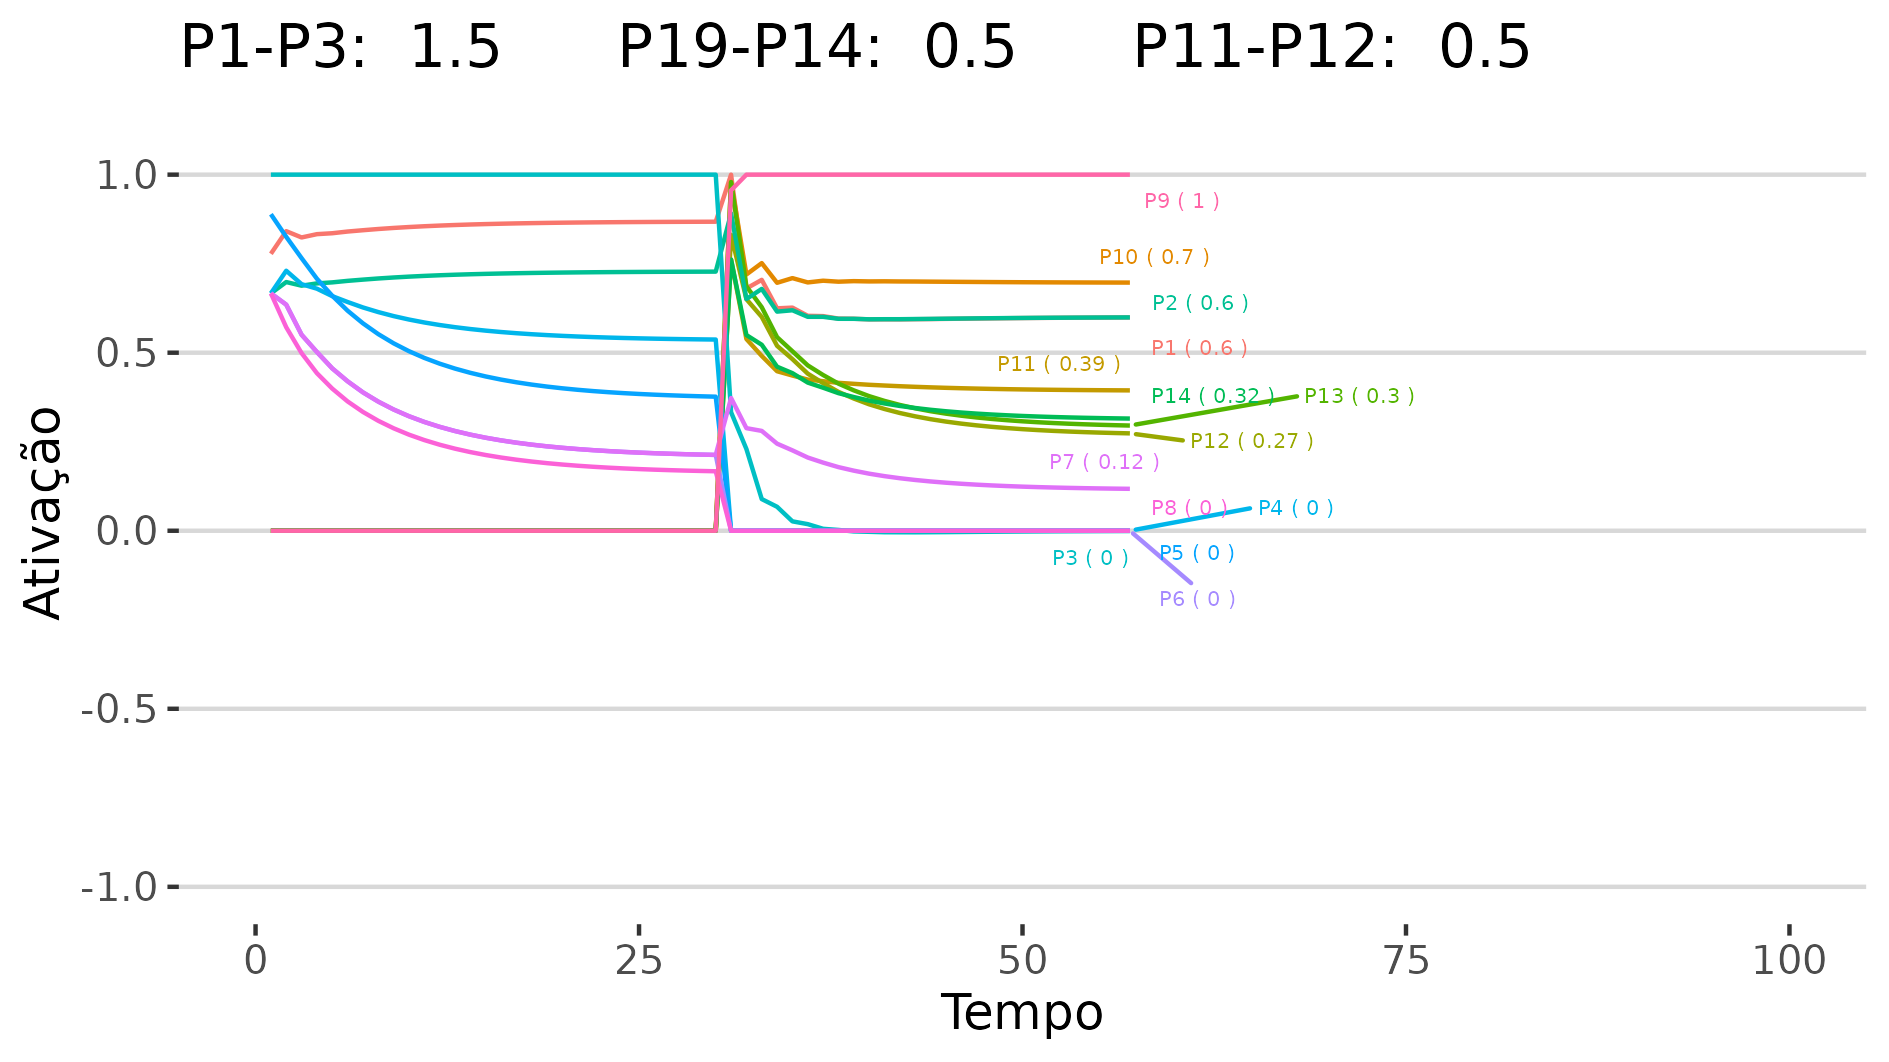 P1-P3:  1.5      P19-P14:  0.5      P11-P12:  0.5
1.0
0.5
0.0
-0.5
-1.0
Ativação
P9 ( 1 )
P10 ( 0.7 )
P2 ( 0.6 )
P1 ( 0.6 )
P11 ( 0.39 )
P14 ( 0.32 )
P13 ( 0.3 )
P12 ( 0.27 )
P7 ( 0.12 )
P8 ( 0 )
P4 ( 0 )
P3 ( 0 )
P5 ( 0 )
P6 ( 0 )
0 25 50 75 100
Tempo